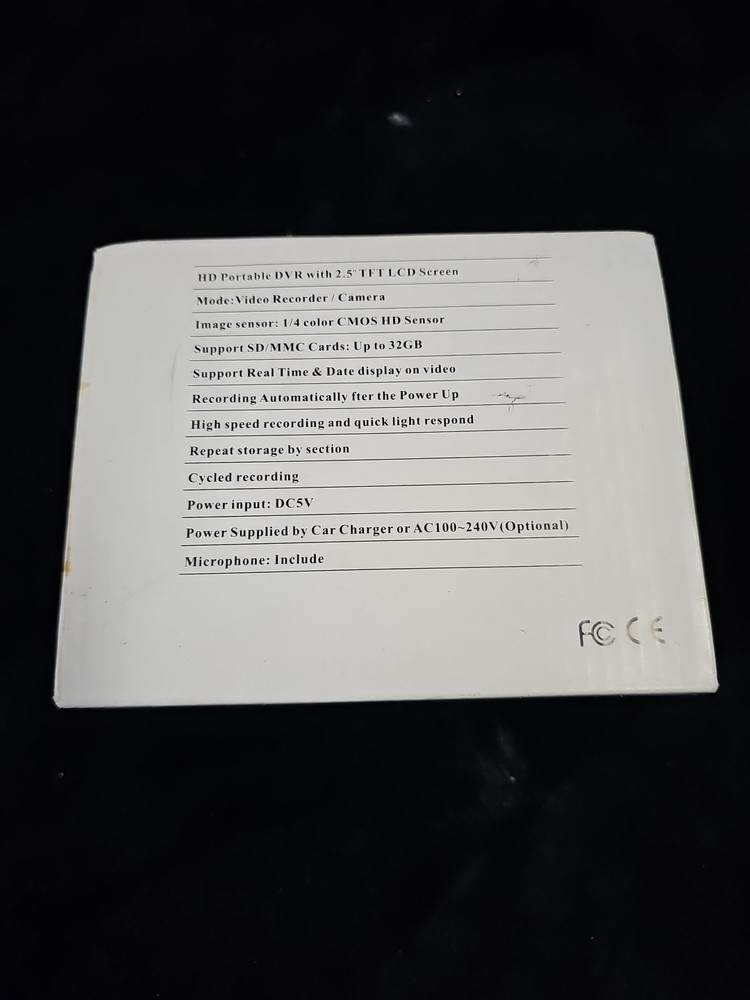 HD Portable DVR with 2.5" TFT LCD Screen
Mode:Video Recorder / Camera
Image sensor: 1/4 color CMOS HD Sensor
Support SD/MMC Cards: Up to 32GB
Support Real Time & Date display on video
Recording Automatically fter the Power Up
High speed recording and quick light respond
Repeat storage by section
Cycled recording
Power input: DC5V
Power Supplied by Car Charger or AC100~240V(Optional)
Microphone: Include
FC CE